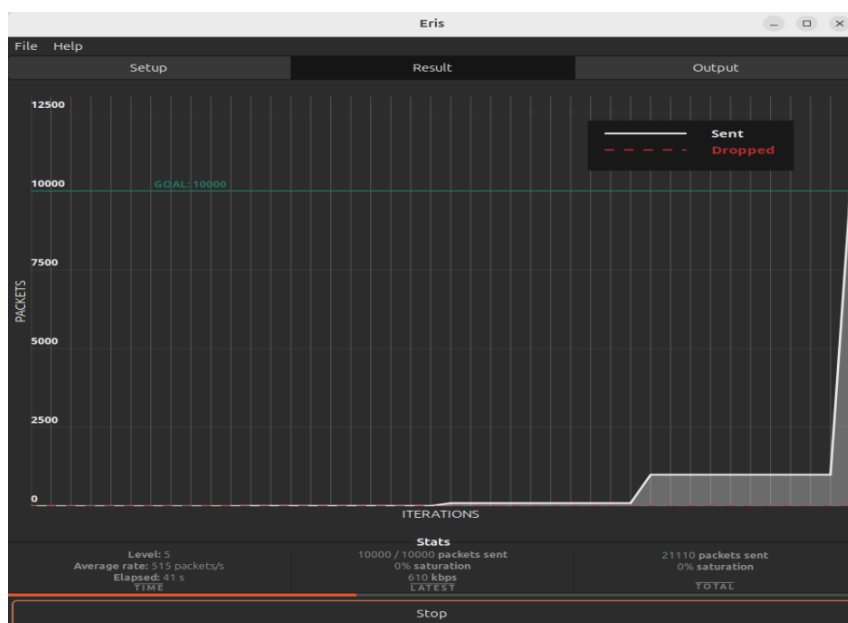 Eris
File Help
Setup Result Output
12500
Sent
Dropped
10000
GOAL: 10000
7500
PACKETS
5000
2500
0
ITERATIONS
Stats
Level: 5
Average rate: 515 packets/s
Elapsed: 41 s
TIME
10000 / 10000 packets sent
0% saturation
610 kbps
LATEST
21110 packets sent
0% saturation
TOTAL
Stop